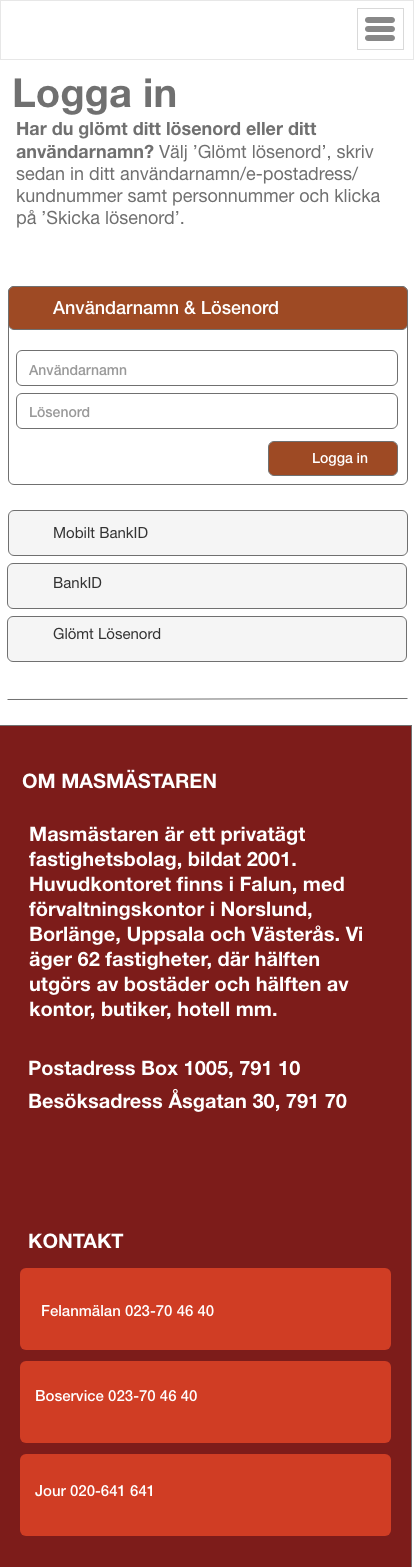 Logga in
Har du glömt ditt lösenord eller ditt
användarnamn? Välj ’Glömt lösenord’, skriv
sedan in ditt användarnamn/e-postadress/
kundnummer samt personnummer och klicka
på ’Skicka lösenord’.
Användarnamn & Lösenord
Användarnamn
Lösenord
Logga in
Mobilt BankID
BankID
Glömt Lösenord
OM MASMÄSTAREN
Masmästaren är ett privatägt
fastighetsbolag, bildat 2001.
Huvudkontoret finns i Falun, med
förvaltningskontor i Norslund,
Borlänge, Uppsala och Västerås. Vi
äger 62 fastigheter, där hälften
utgörs av bostäder och hälften av
kontor, butiker, hotell mm.
Postadress Box 1005, 791 10
Besöksadress Åsgatan 30, 791 70
KONTAKT
Felanmälan 023-70 46 40
Boservice 023-70 46 40
Jour 020-641 641